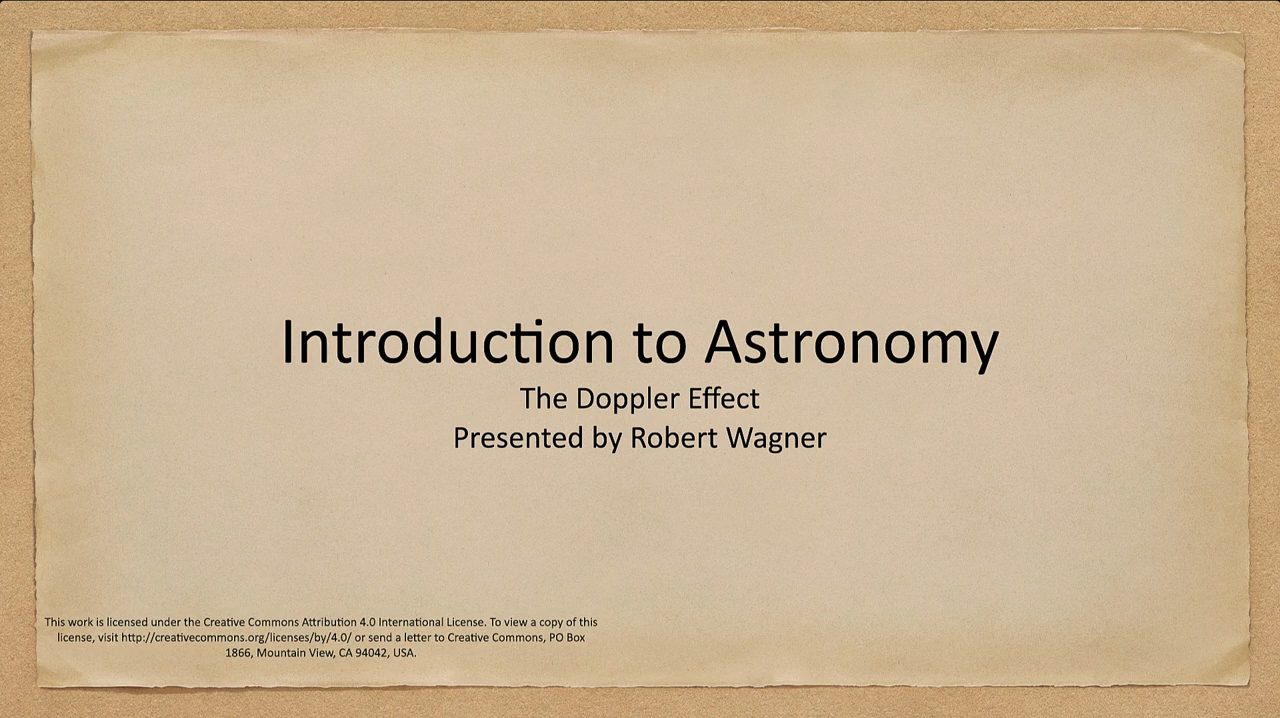 Introduction to Astronomy
The Doppler Effect
Presented by Robert Wagner
This work is licensed under the Creative Commons Attribution 4.0 International License. To view a copy of this
license, visit http://creativecommons.org/licenses/by/4.0/ or send a letter to Creative Commons, PO Box
1866, Mountain View, CA 94042, USA.